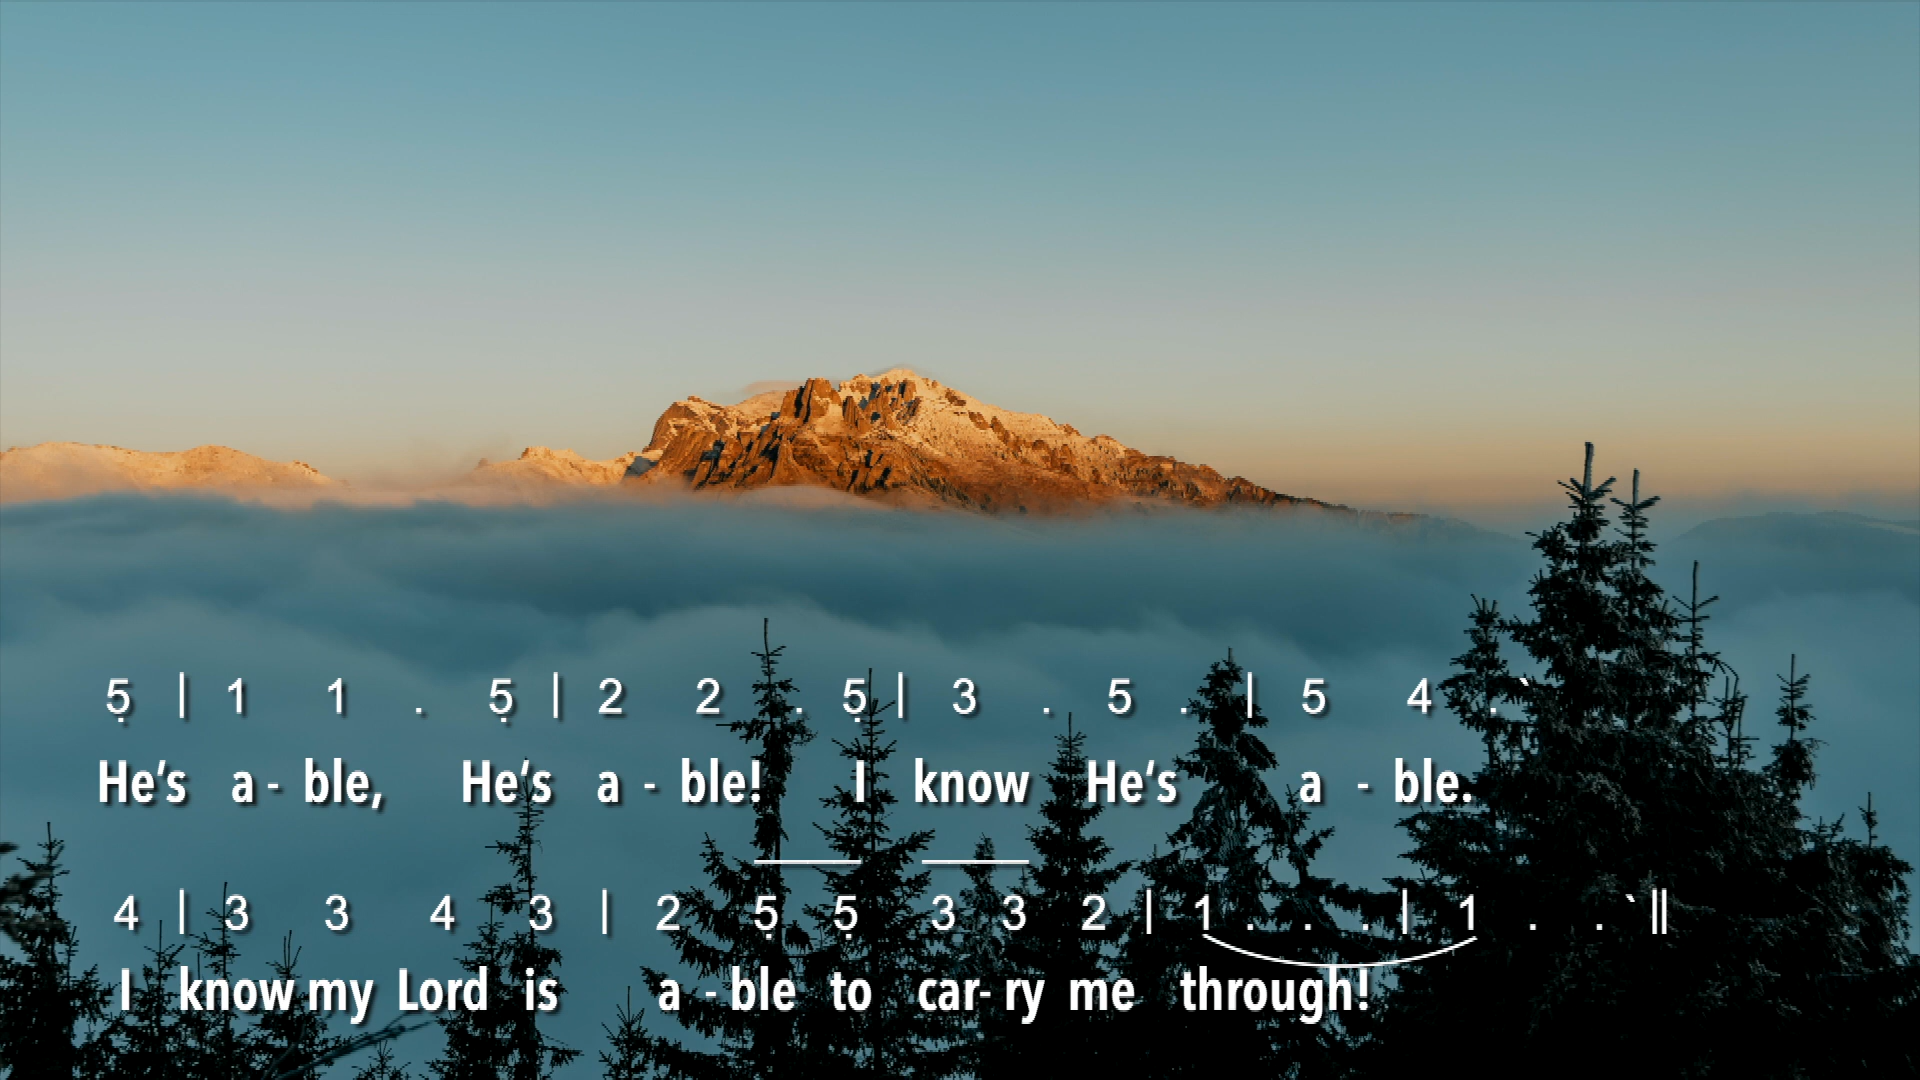 5̣ | 1 1 . 5̣ | 2 2 . 5̣ | 3 . 5 . | 5 4 . `
He's a - ble, He's a - ble! I know He's a - ble.
4 | 3 3 4 3 | 2 5̣ 5̣ 3 3 2 | 1 . . . | 1 . . ` ||
I know my Lord is a - ble to car- ry me through!